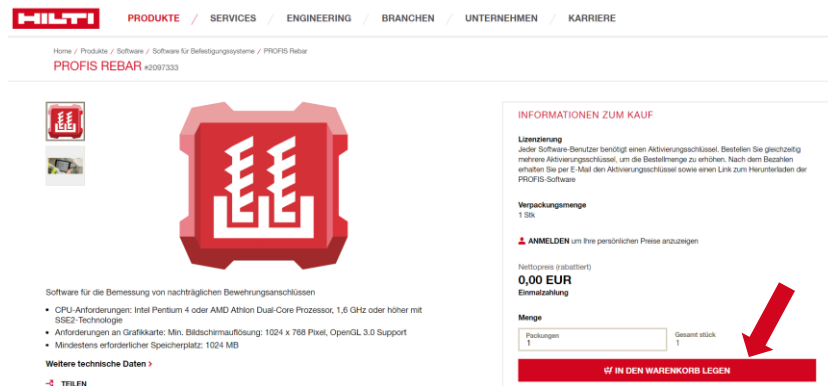 HILTI
PRODUKTE / SERVICES / ENGINEERING / BRANCHEN / UNTERNEHMEN / KARRIERE
Home / Produkte / Software / Software für Befestigungssysteme / PROFIS Rebar
PROFIS REBAR #2097333
Software für die Bemessung von nachträglichen Bewehrungsanschlüssen
• CPU-Anforderungen: Intel Pentium 4 oder AMD Athlon Dual-Core Prozessor, 1,6 GHz oder höher mit
SSE2-Technologie
• Anforderungen an Grafikkarte: Min. Bildschirmauflösung: 1024 x 768 Pixel, OpenGL 3.0 Support
• Mindestens erforderlicher Speicherplatz: 1024 MB
Weitere technische Daten >
TEILEN
INFORMATIONEN ZUM KAUF
Lizenzierung
Jeder Software-Benutzer benötigt einen Aktivierungsschlüssel. Bestellen Sie gleichzeitig
mehrere Aktivierungsschlüssel, um die Bestellmenge zu erhöhen. Nach dem Bezahlen
erhalten Sie per E-Mail den Aktivierungsschlüssel sowie einen Link zum Herunterladen der
PROFIS-Software
Verpackungsmenge
1 Stk
ANMELDEN um Ihre persönlichen Preise anzuzeigen
Nettopreis (rabattiert)
0,00 EUR
Einmalzahlung
Menge
Packungen
1
Gesamt stück
1
IN DEN WARENKORB LEGEN